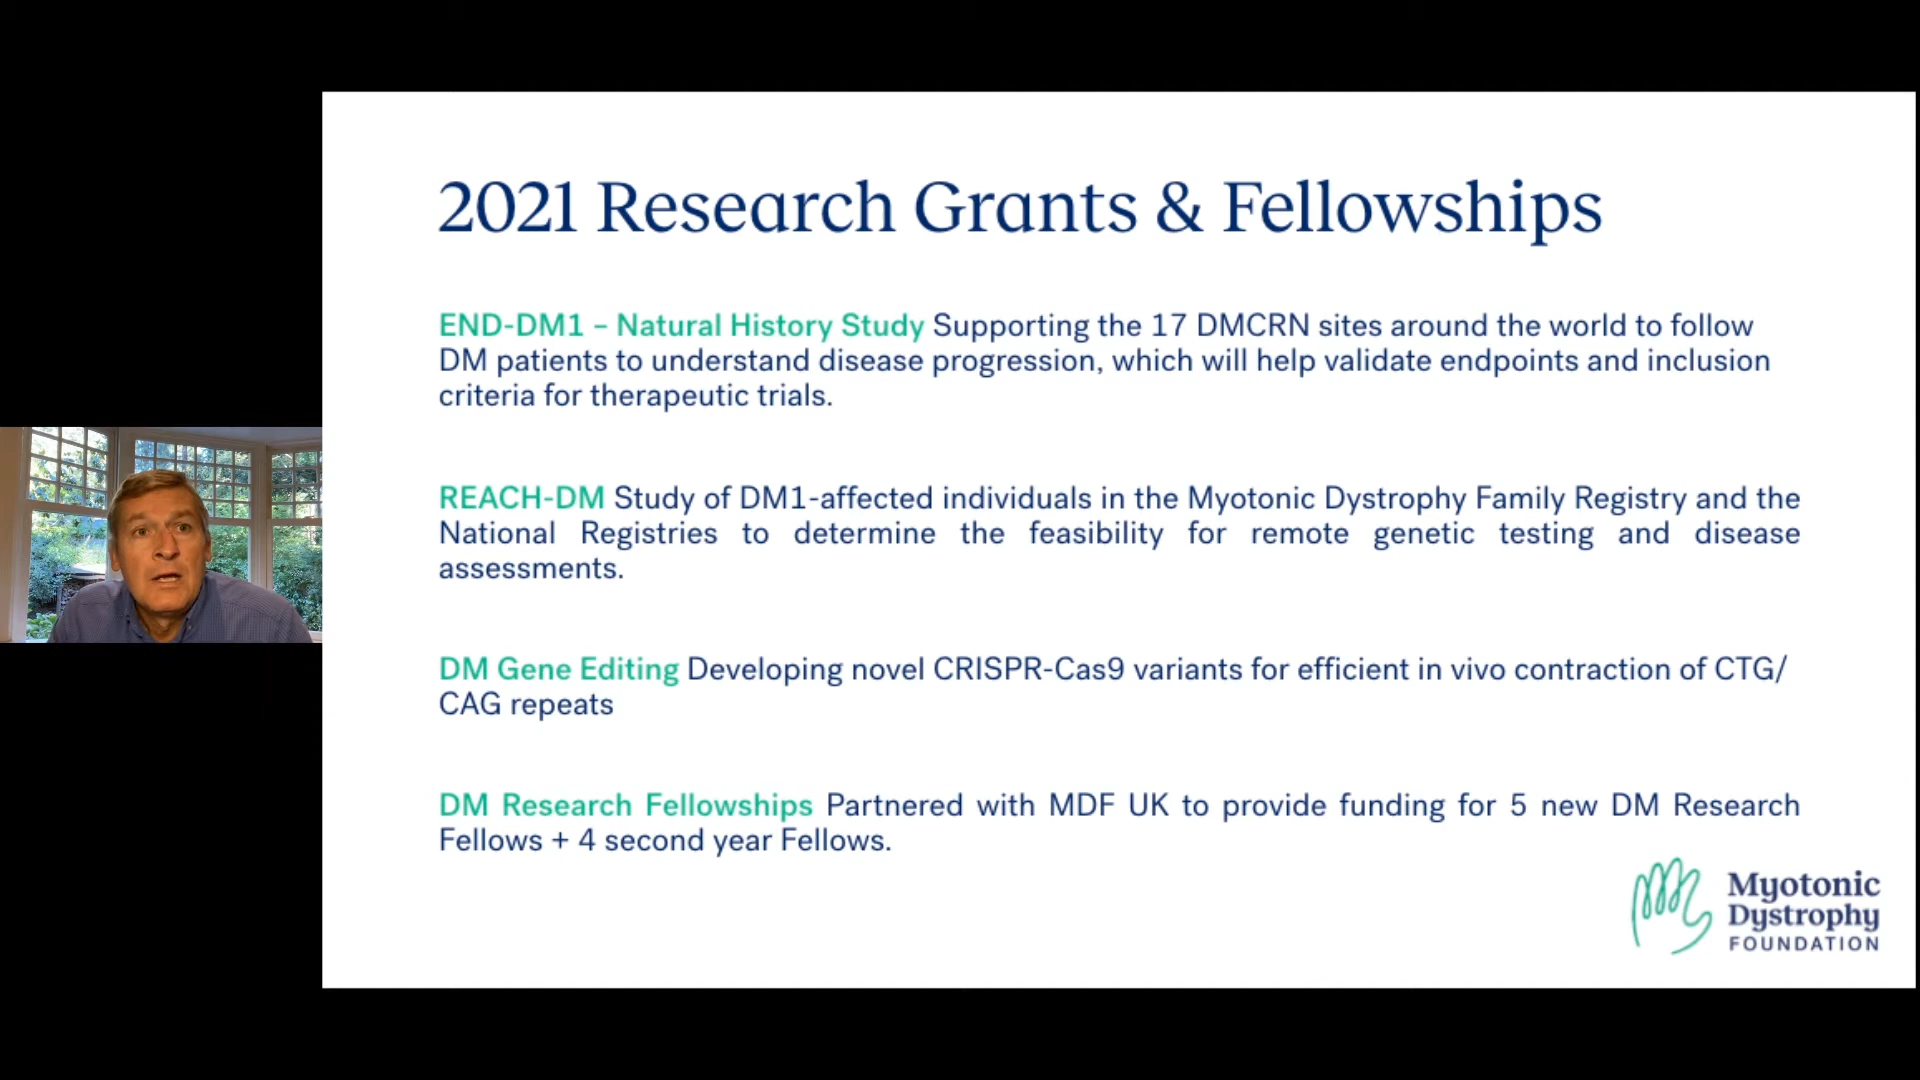 2021 Research Grants & Fellowships
END-DM1 – Natural History Study Supporting the 17 DMCRN sites around the world to follow
DM patients to understand disease progression, which will help validate endpoints and inclusion
criteria for therapeutic trials.
REACH-DM Study of DM1-affected individuals in the Myotonic Dystrophy Family Registry and the
National Registries to determine the feasibility for remote genetic testing and disease
assessments.
DM Gene Editing Developing novel CRISPR-Cas9 variants for efficient in vivo contraction of CTG/
CAG repeats
DM Research Fellowships Partnered with MDF UK to provide funding for 5 new DM Research
Fellows + 4 second year Fellows.
Myotonic
Dystrophy
FOUNDATION